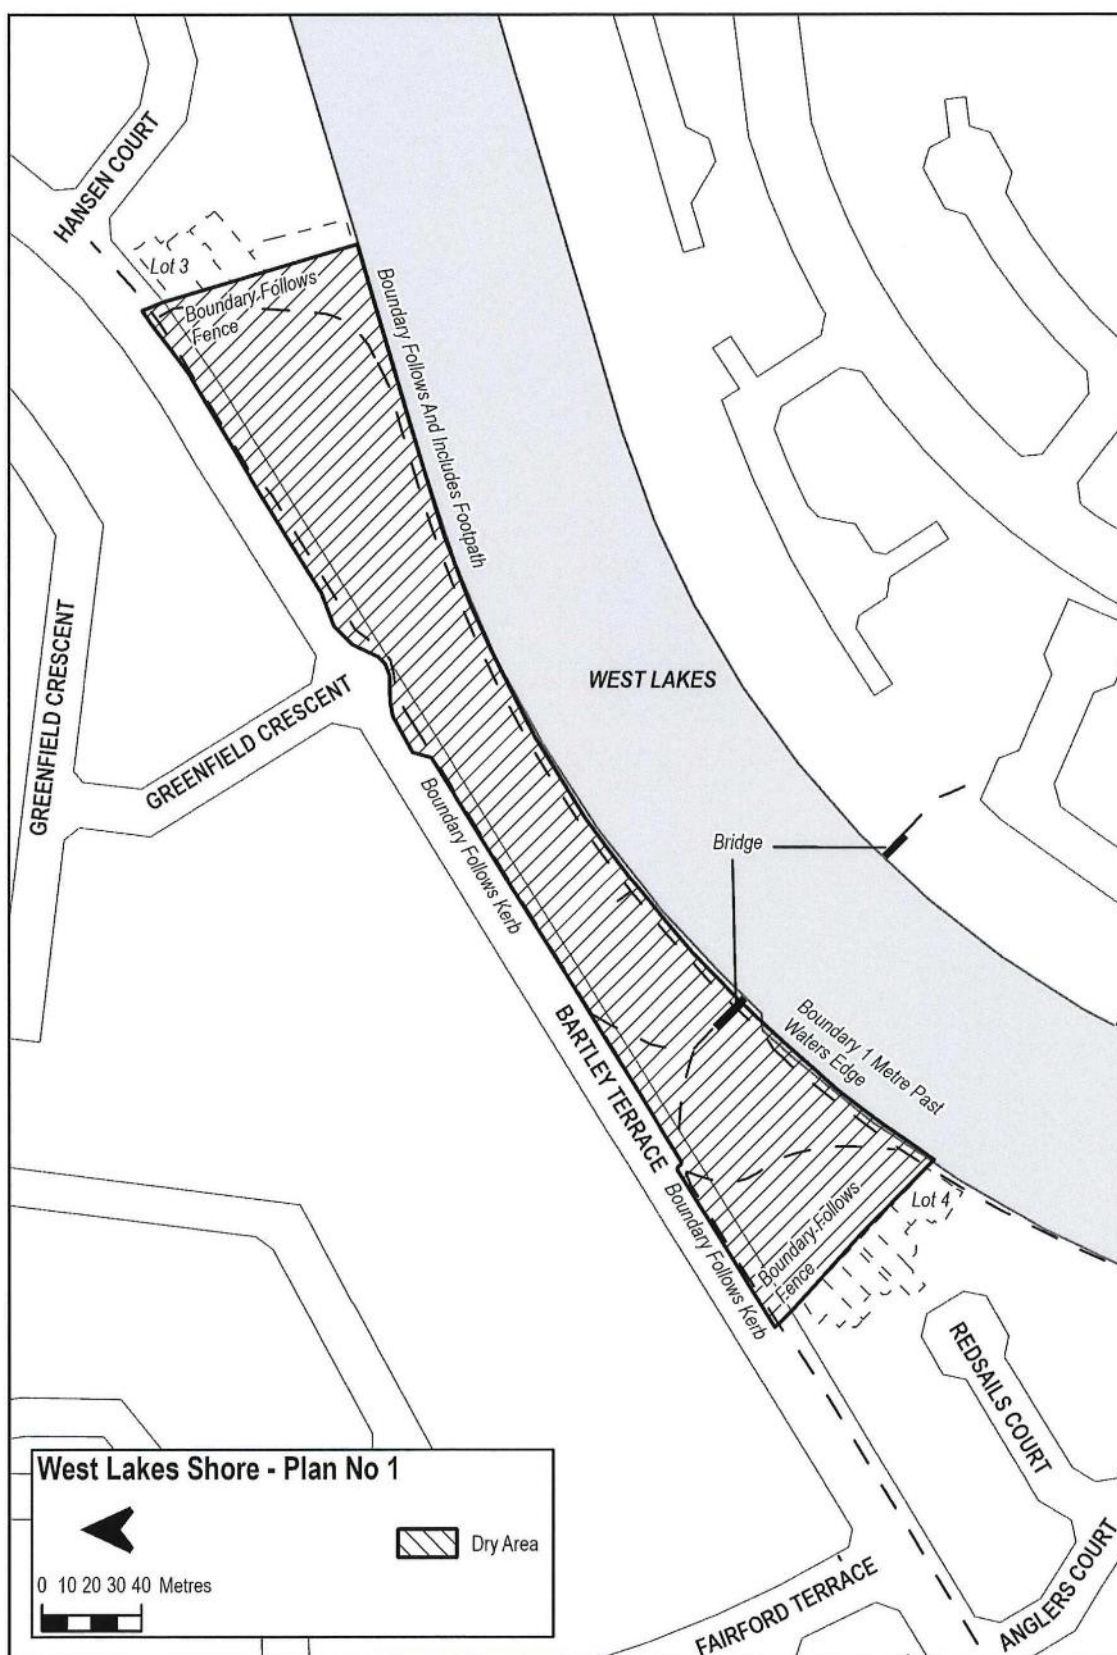 HANSEN COURT
Lot 3
Boundary Follows
Fence
Boundary Follows And Includes Footpath
WEST LAKES
GREENFIELD CRESCENT
GREENFIELD CRESCENT
Boundary Follows Kerb
Bridge
BARTLEY TERRACE
Boundary 1 Metre Past
Waters Edge
Lot 4
Boundary Follows
Fence
Boundary Follows Kerb
REDSAILS COURT
ANGLERS COURT
FAIRFORD TERRACE
West Lakes Shore - Plan No 1
Dry Area
0 10 20 30 40 Metres